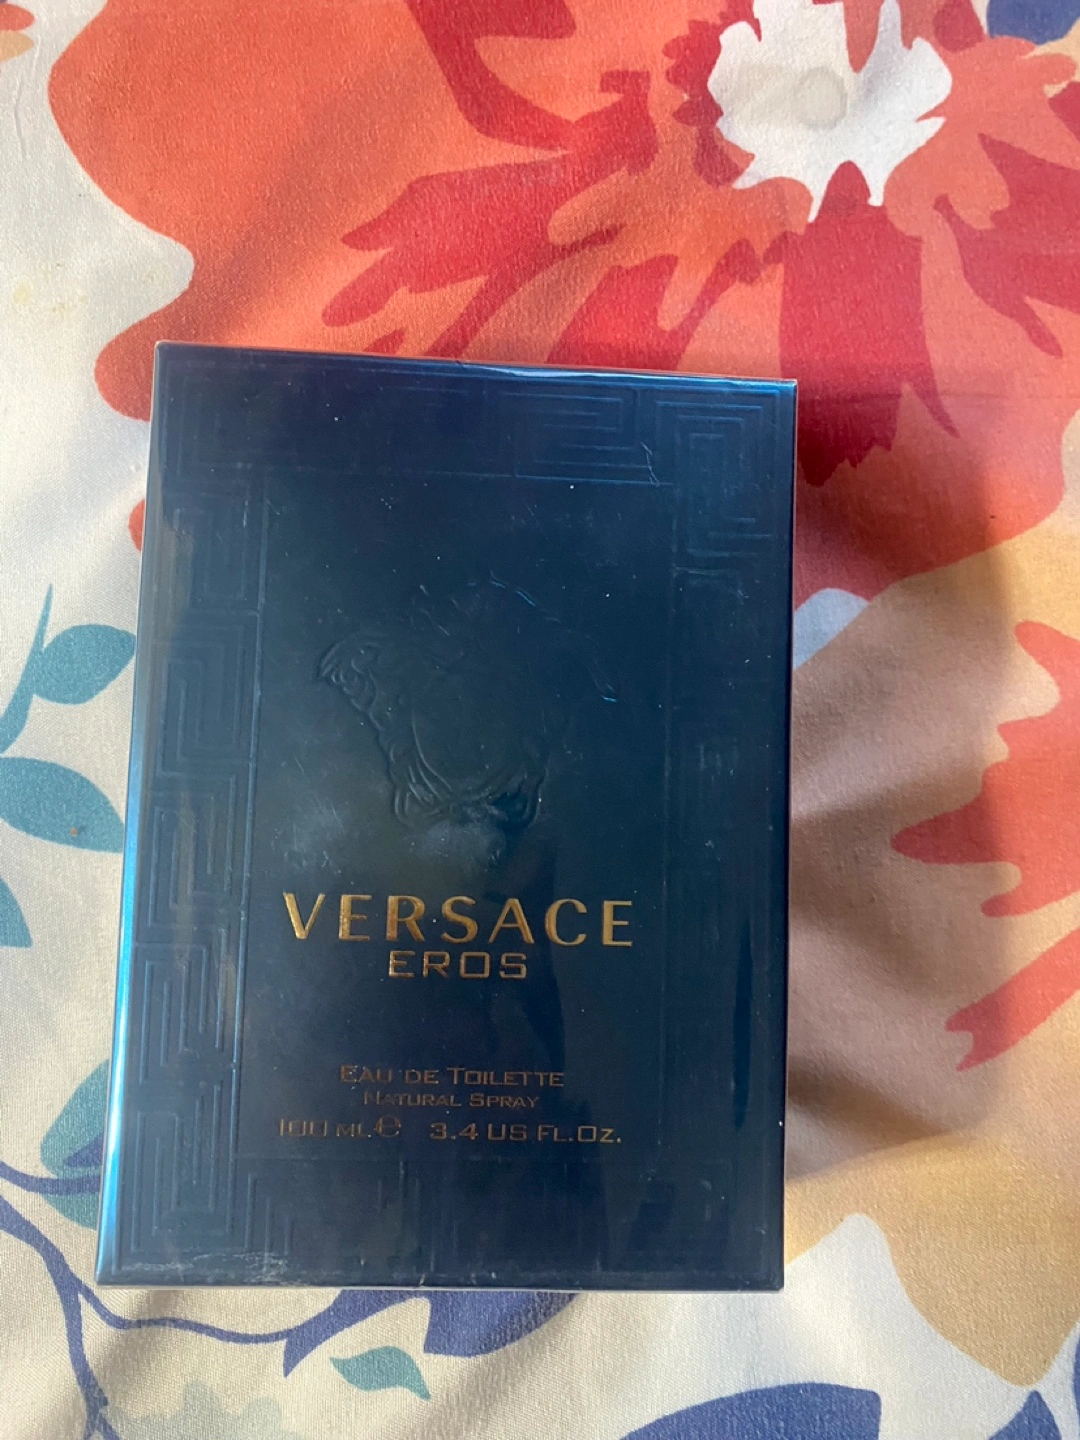 VERSACE
EROS
EAU DE TOILETTE
NATURAL SPRAY
100 ML ℮ 3.4 US FL.OZ.